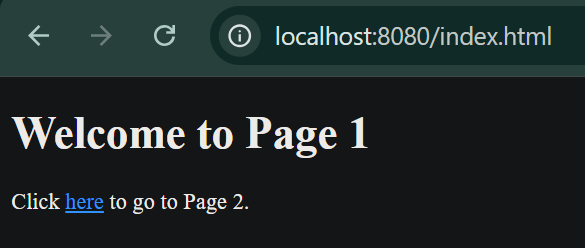 localhost:8080/index.html
Welcome to Page 1
Click here to go to Page 2.